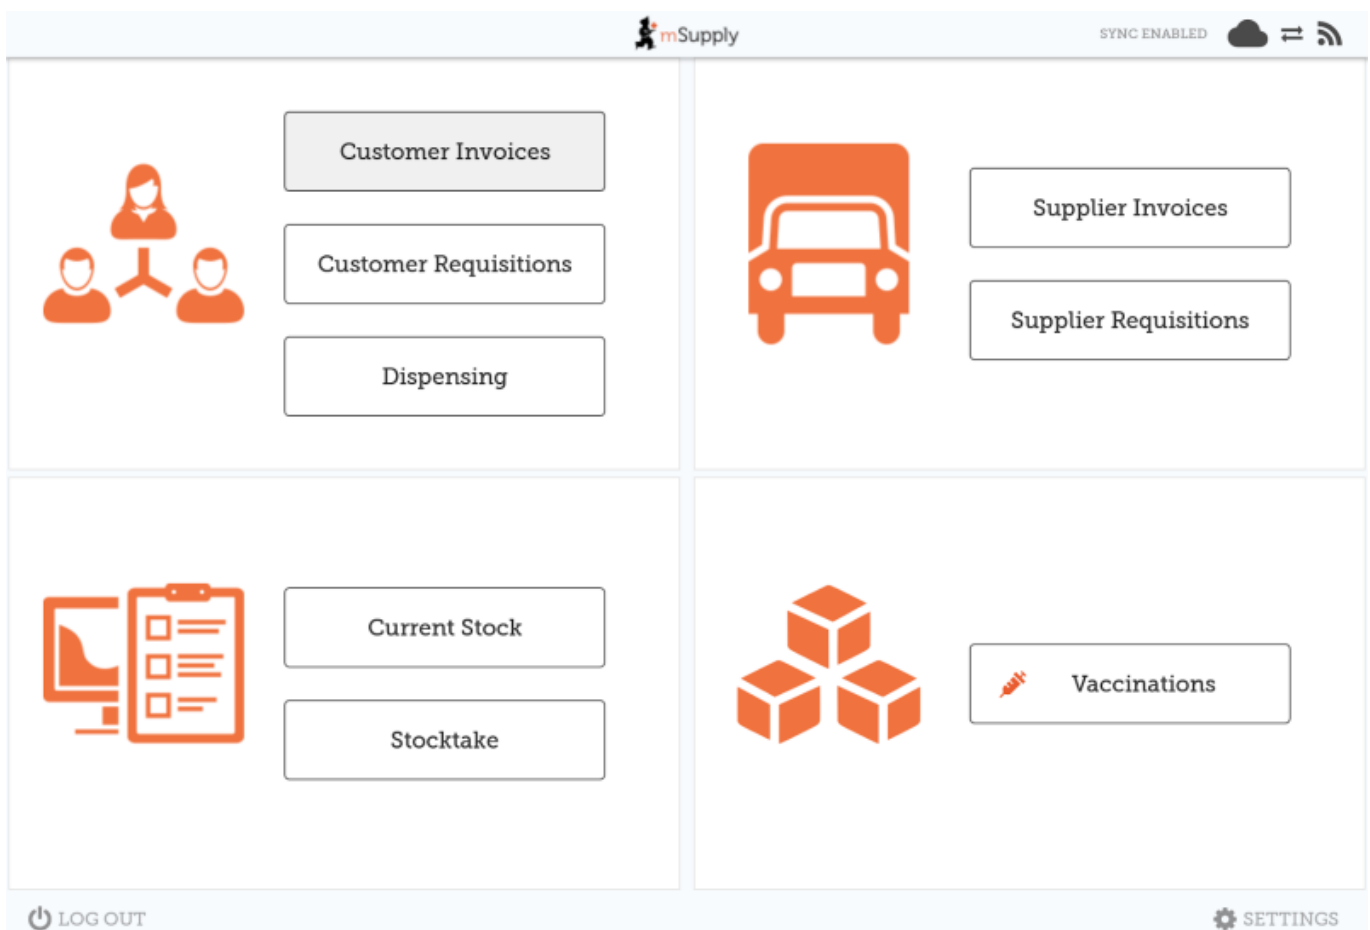 mSupply
SYNC ENABLED
Customer Invoices
Customer Requisitions
Dispensing
Supplier Invoices
Supplier Requisitions
Current Stock
Stocktake
Vaccinations
LOG OUT
SETTINGS